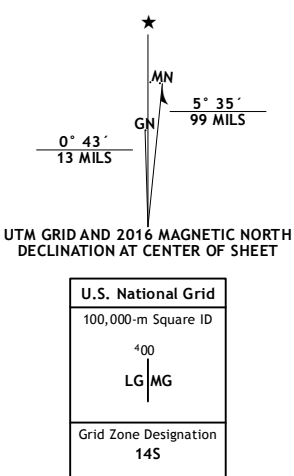 ★
MN
GN
5° 35´
99 MILS
0° 43´
13 MILS
UTM GRID AND 2016 MAGNETIC NORTH
DECLINATION AT CENTER OF SHEET
U.S. National Grid
100,000-m Square ID
⁴00
LG MG
Grid Zone Designation
14S